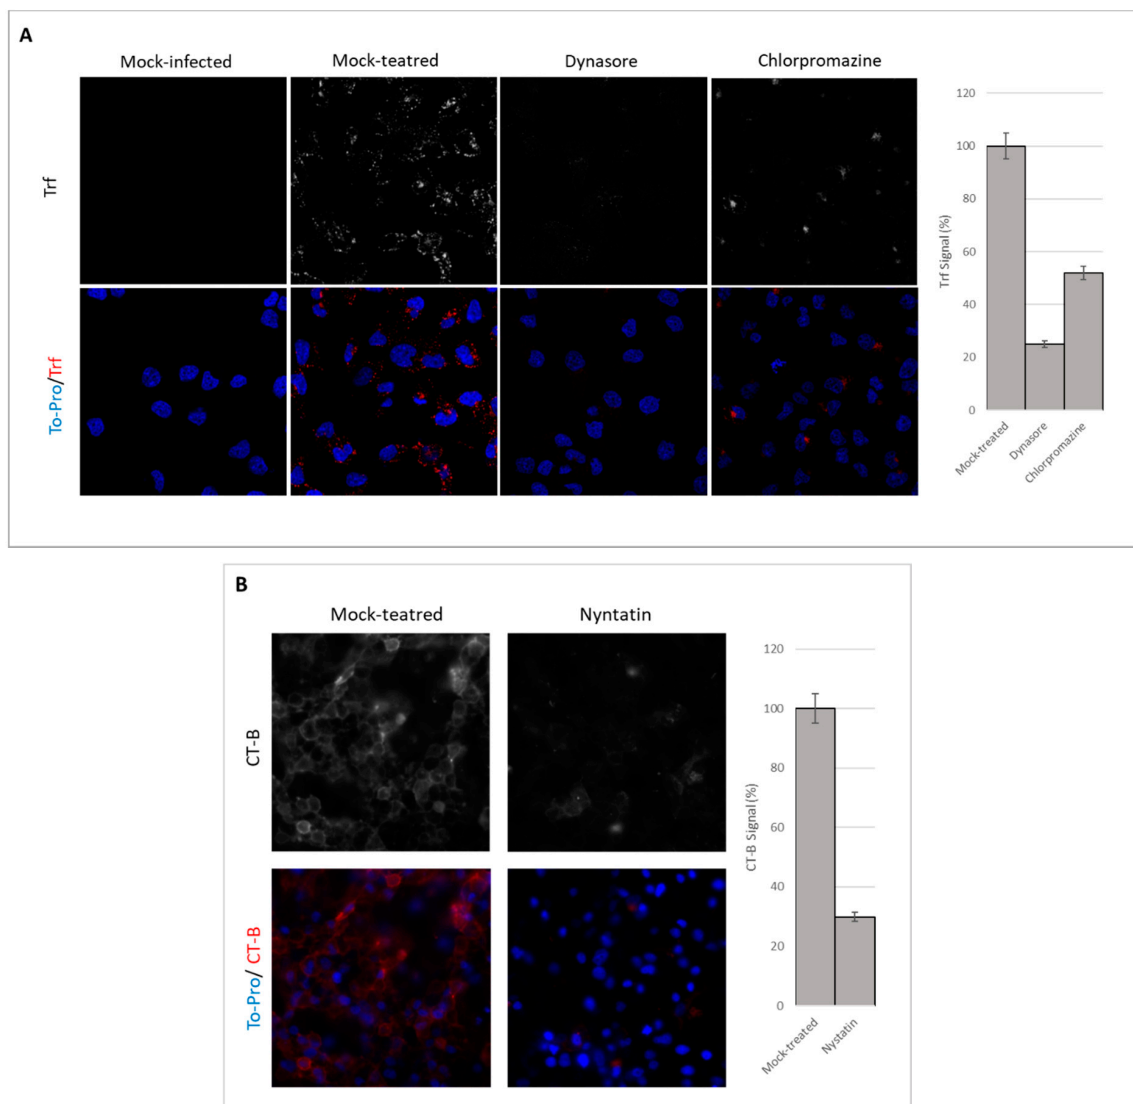 A
Mock-infected
Mock-teatred
Dynasore
Chlorpromazine
Trf
To-Pro/Trf
120
100
80
60
40
20
0
Trf Signal (%)
Mock-treated
Dynasore
Chlorpromazine
B
Mock-teatred
Nyntatin
CT-B
To-Pro/ CT-B
120
100
80
60
40
20
0
CT-B Signal (%)
Mock-treated
Nystatin